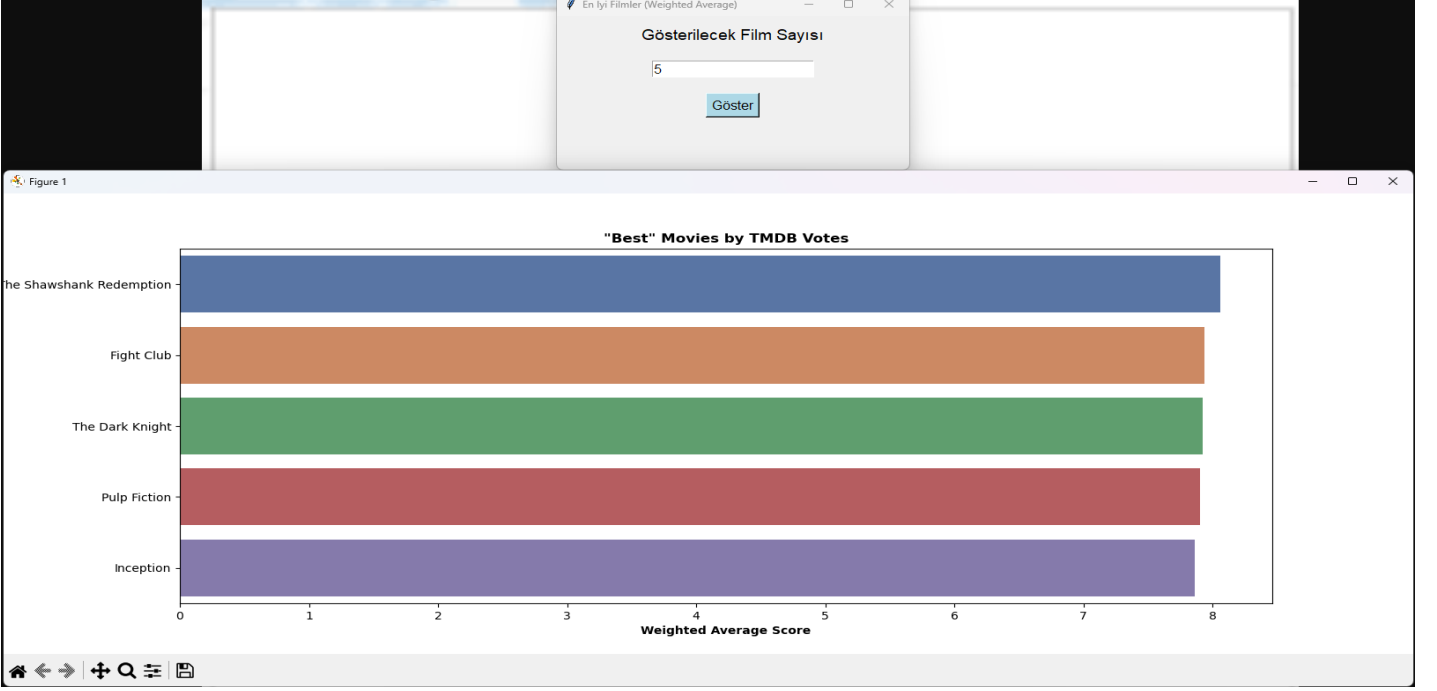 En Iyi Filmler (Weighted Average)
Gösterilecek Film Sayısı
5
Göster
Figure 1
"Best" Movies by TMDB Votes
he Shawshank Redemption
Fight Club
The Dark Knight
Pulp Fiction
Inception
0 1 2 3 4 5 6 7 8
Weighted Average Score